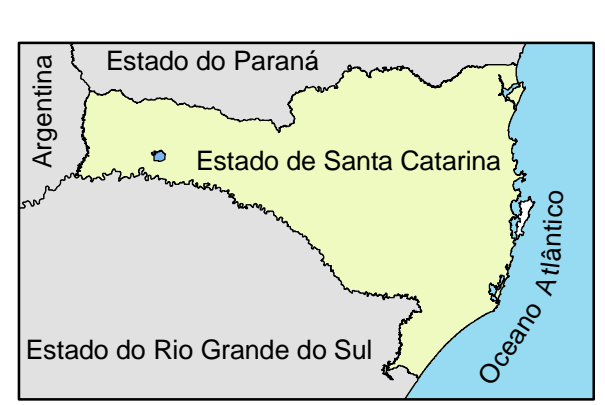 Estado do Paraná
Argentina
Estado de Santa Catarina
Oceano Atlântico
Estado do Rio Grande do Sul